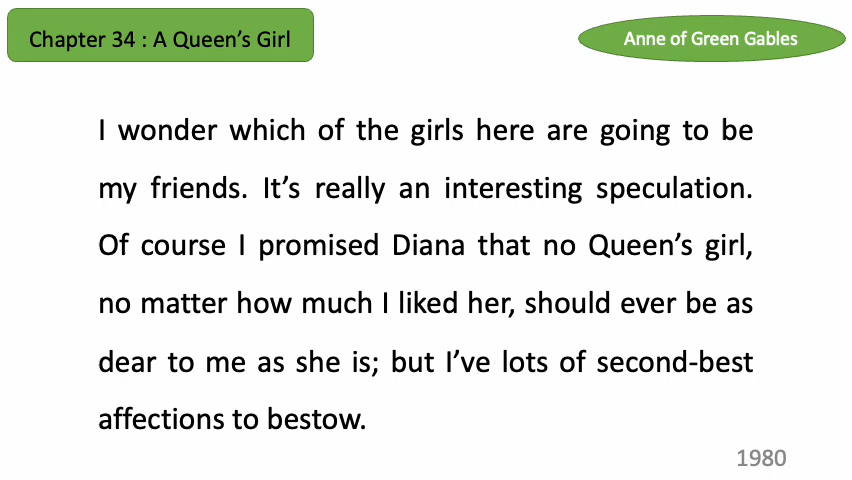 Chapter 34 : A Queen’s Girl
Anne of Green Gables
I wonder which of the girls here are going to be
my friends. It’s really an interesting speculation.
Of course I promised Diana that no Queen’s girl,
no matter how much I liked her, should ever be as
dear to me as she is; but I’ve lots of second-best
affections to bestow.
1980